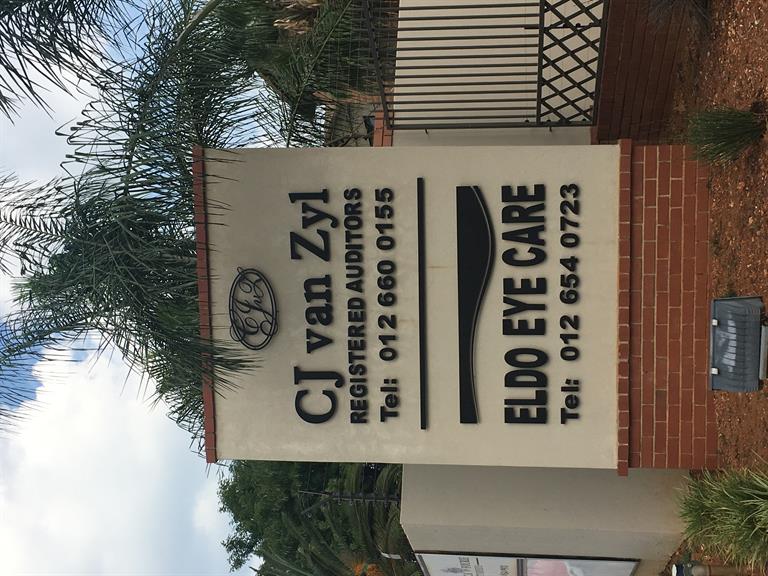 CJ van Zyl
REGISTERED AUDITORS
Tel: 012 660 0155
ELDO EYE CARE
Tel: 012 654 0723